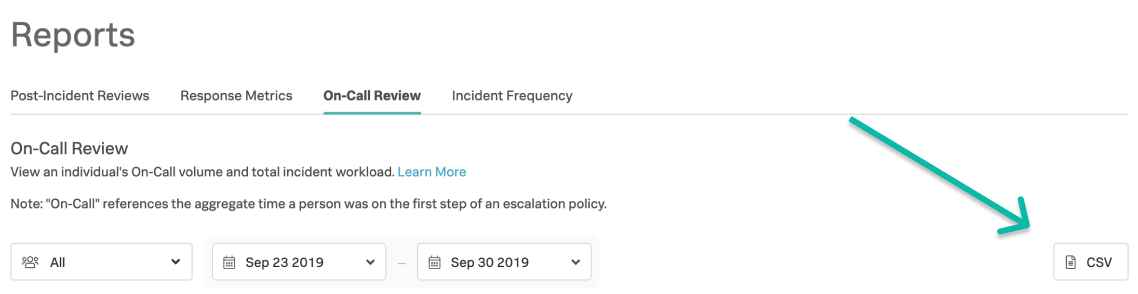 Reports
Post-Incident Reviews Response Metrics On-Call Review Incident Frequency
On-Call Review
View an individual's On-Call volume and total incident workload. Learn More
Note: "On-Call" references the aggregate time a person was on the first step of an escalation policy.
All Sep 23 2019 – Sep 30 2019 CSV